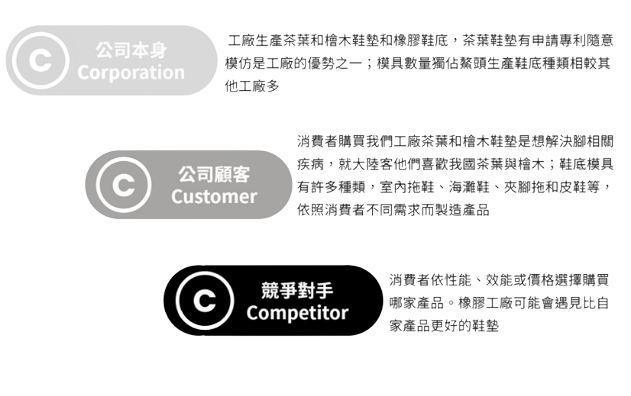 C
公司本身
Corporation
工廠生產茶葉和檜木鞋墊和橡膠鞋底，茶葉鞋墊有申請專利隨意
模仿是工廠的優勢之一；模具數量獨佔鰲頭生產鞋底種類相較其
他工廠多
C
公司顧客
Customer
消費者購買我們工廠茶葉和檜木鞋墊是想解決腳相關
疾病，就大陸客他們喜歡我國茶葉與檜木；鞋底模具
有許多種類，室內拖鞋、海灘鞋、夾腳拖和皮鞋等，
依照消費者不同需求而製造產品
C
競爭對手
Competitor
消費者依性能、效能或價格選擇購買
哪家產品。橡膠工廠可能會遇見比自
家產品更好的鞋墊